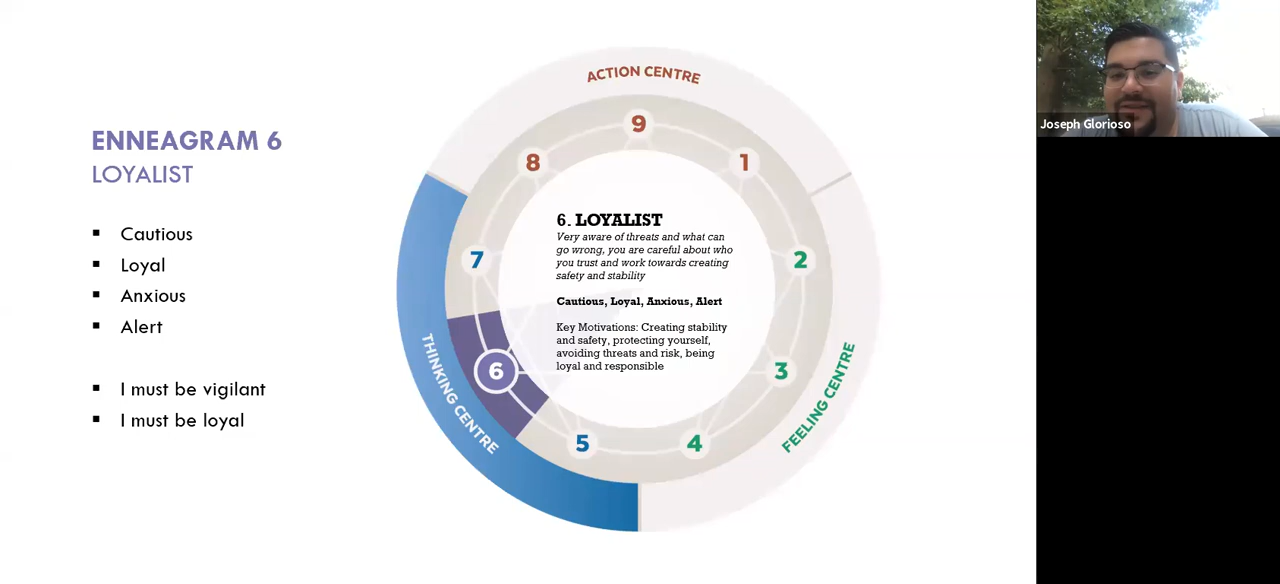 ENNEAGRAM 6
LOYALIST
Cautious
Loyal
Anxious
Alert
I must be vigilant
I must be loyal
ACTION CENTRE
9
8
1
7
2
6
3
5
4
THINKING CENTRE
FEELING CENTRE
6. LOYALIST
Very aware of threats and what can
go wrong, you are careful about who
you trust and work towards creating
safety and stability
Cautious, Loyal, Anxious, Alert
Key Motivations: Creating stability
and safety, protecting yourself,
avoiding threats and risk, being
loyal and responsible
Joseph Glorioso